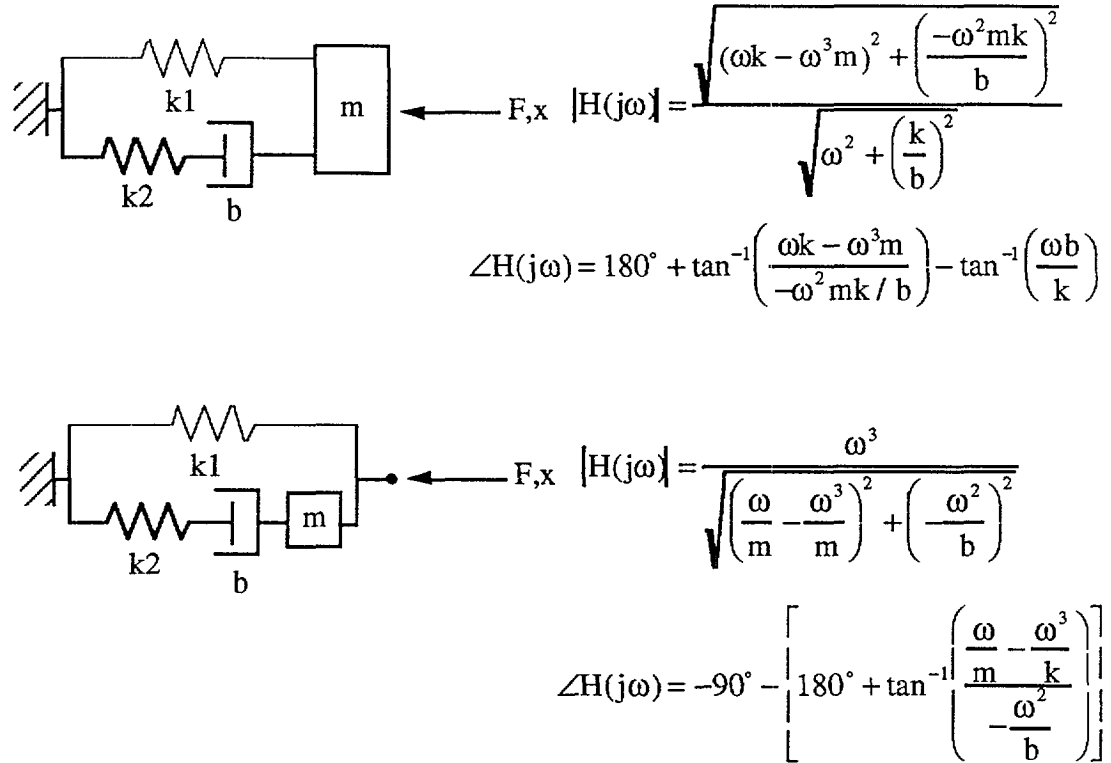 k1
m
k2
b
F,x
|H(jω)| = √((ωk − ω³m)² + (−ω²mk / b)²) / √(ω² + (k/b)²)
∠H(jω) = 180° + tan⁻¹((ωk − ω³m) / (−ω²mk / b)) − tan⁻¹(ωb / k)
k1
m
k2
b
F,x
|H(jω)| = ω³ / √((ω/m − ω³/m)² + (−ω²/b)²)
∠H(jω) = −90° − [180° + tan⁻¹((ω/m − ω³/k) / (−ω²/b))]